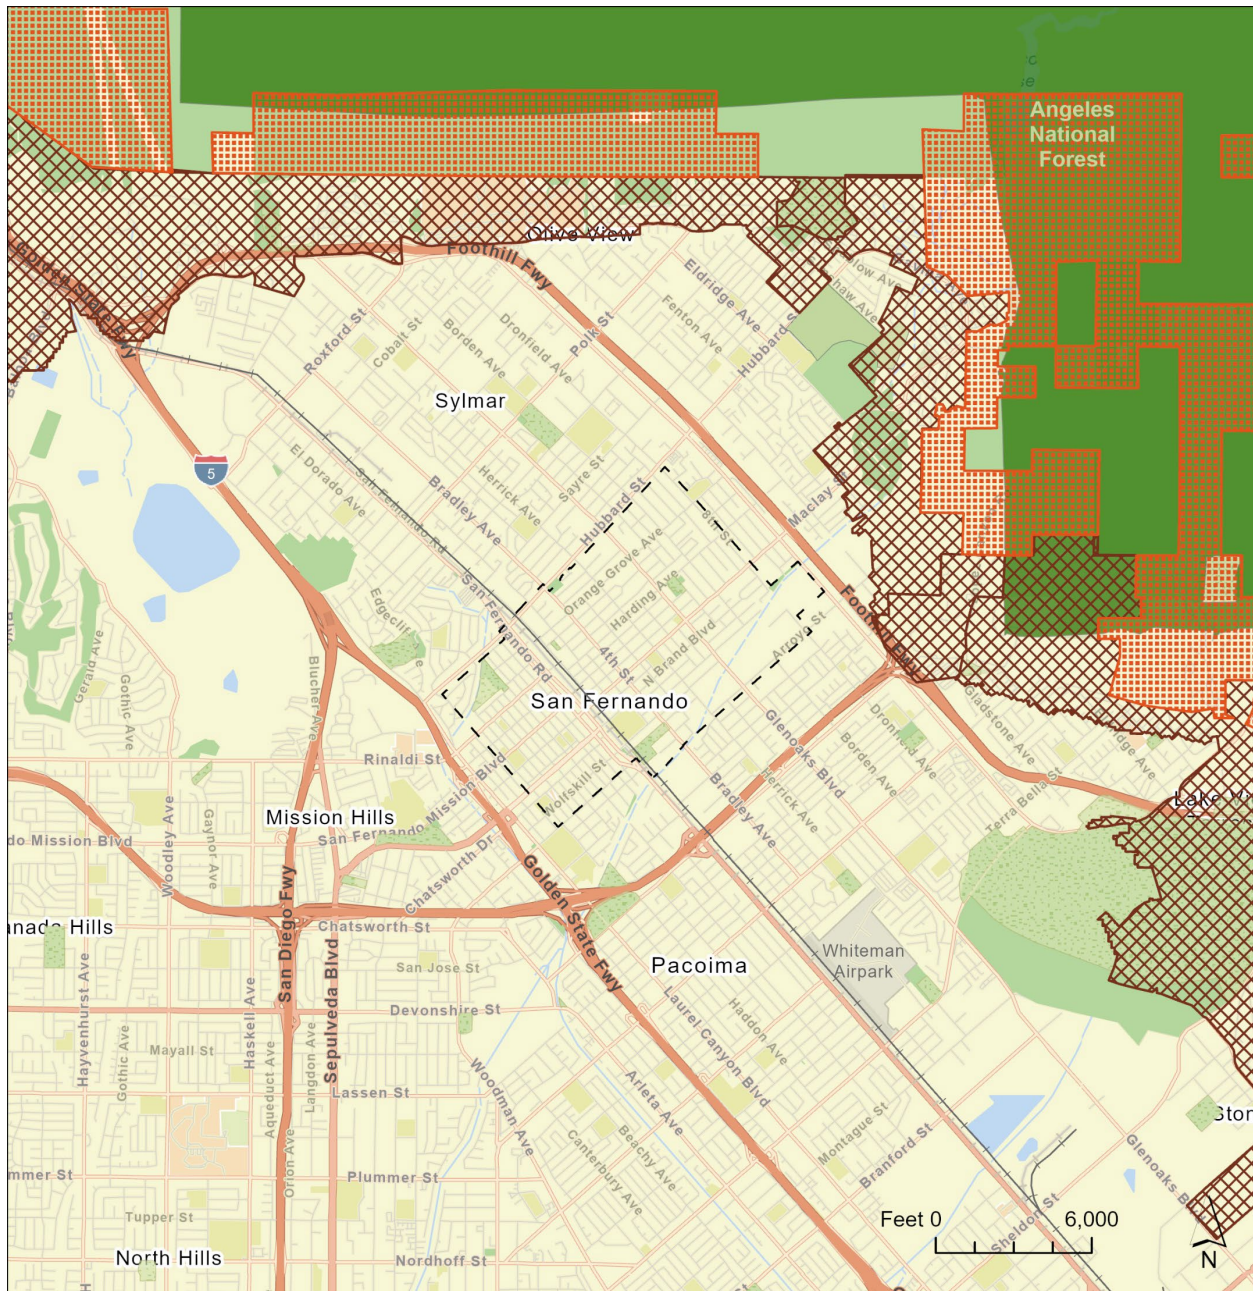 Angeles
National
Forest
Olive View
Foothill Fwy
Golden State Fwy
Eldridge Ave
Fenton Ave
Hubbard St
Polk St
Dronfield Ave
Borden Ave
Cobalt St
Roxford St
Sylmar
5
El Dorado Ave
San Fernando Rd
Bradley Ave
Herrick Ave
Sayre St
Hubbard St
Maclay St
8th St
Orange Grove Ave
Harding Ave
4th St
N Brand Blvd
Arroyo St
Foothill Fwy
San Fernando Rd
San Fernando
Gerald Ave
Gothic Ave
Blucher Ave
Rinaldi St
Wolfskill St
Glenoaks Blvd
Bradley Ave
Herrick Ave
Borden Ave
Dronfield Ave
Gladstone Ave
Terra Bella St
Mission Hills
San Fernando Mission Blvd
do Mission Blvd
Woodley Ave
Gaynor Ave
Chatsworth Dr
Golden State Fwy
anada Hills
San Diego Fwy
Chatsworth St
San Jose St
Sepulveda Blvd
Devonshire St
Hayvenhurst Ave
Haskell Ave
Mayall St
Gothic Ave
Aqueduct Ave
Langdon Ave
Orion Ave
Lassen St
Woodman Ave
Pacoima
Whiteman
Airpark
Laurel Canyon Blvd
Haddon Ave
Arleta Ave
Beachy Ave
Canterbury Ave
Montague St
Branford St
Glenoaks Blvd
Sheldon St
mmer St
Plummer St
Tupper St
North Hills
Nordhoff St
Feet 0
6,000
N